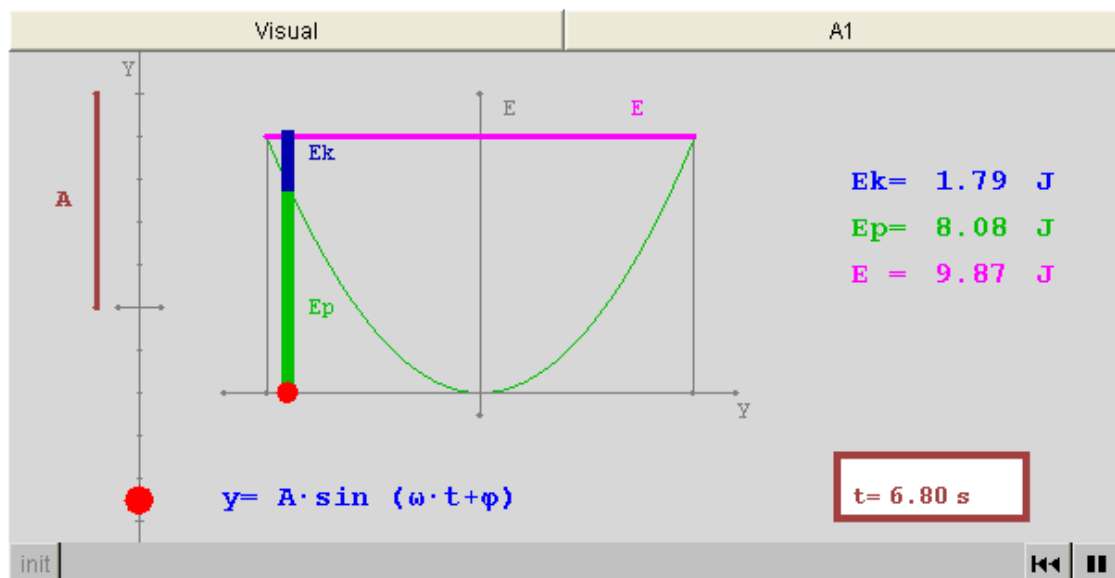 Visual
A1
Y
E
E
Ek
Ek= 1.79 J
A
Ep= 8.08 J
E = 9.87 J
Ep
Y
y= A·sin (ω·t+φ)
t= 6.80 s
init